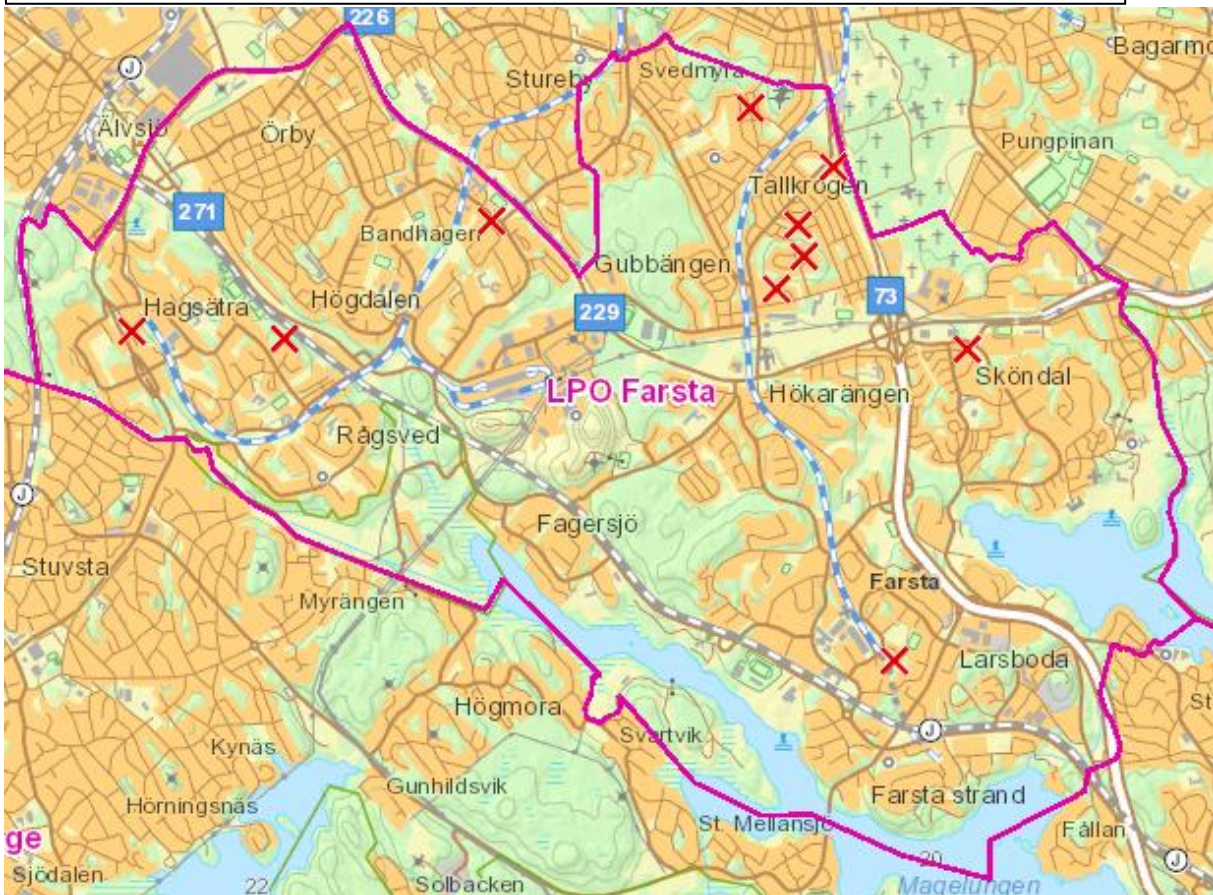 226
Bagarmo
Svedmyra
Stureby
Älvsjö
Örby
Pungpinan
Tallkrogen
271
Bandhagen
Gubbängen
Hagsätra
Högdalen
73
229
Sköndal
LPO Farsta
Hökarängen
Rågsved
J
Fagersjö
Stuvsta
Farsta
Myrängen
Larsboda
Högmora
St
J
Svartvik
Kynäs
Gunhildsvik
Farsta strand
Hörningsnäs
St. Mellansjö
Fållan
ge
20
J
Sjödalen
22
Solbacken
Magelungen